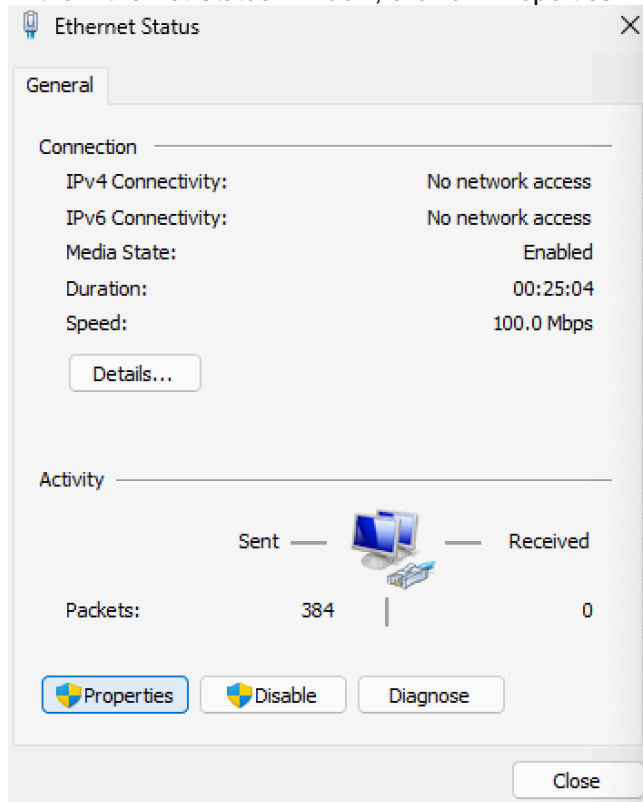 Ethernet Status
General
Connection
IPv4 Connectivity: No network access
IPv6 Connectivity: No network access
Media State: Enabled
Duration: 00:25:04
Speed: 100.0 Mbps
Details...
Activity
Sent Received
Packets: 384 0
Properties Disable Diagnose
Close